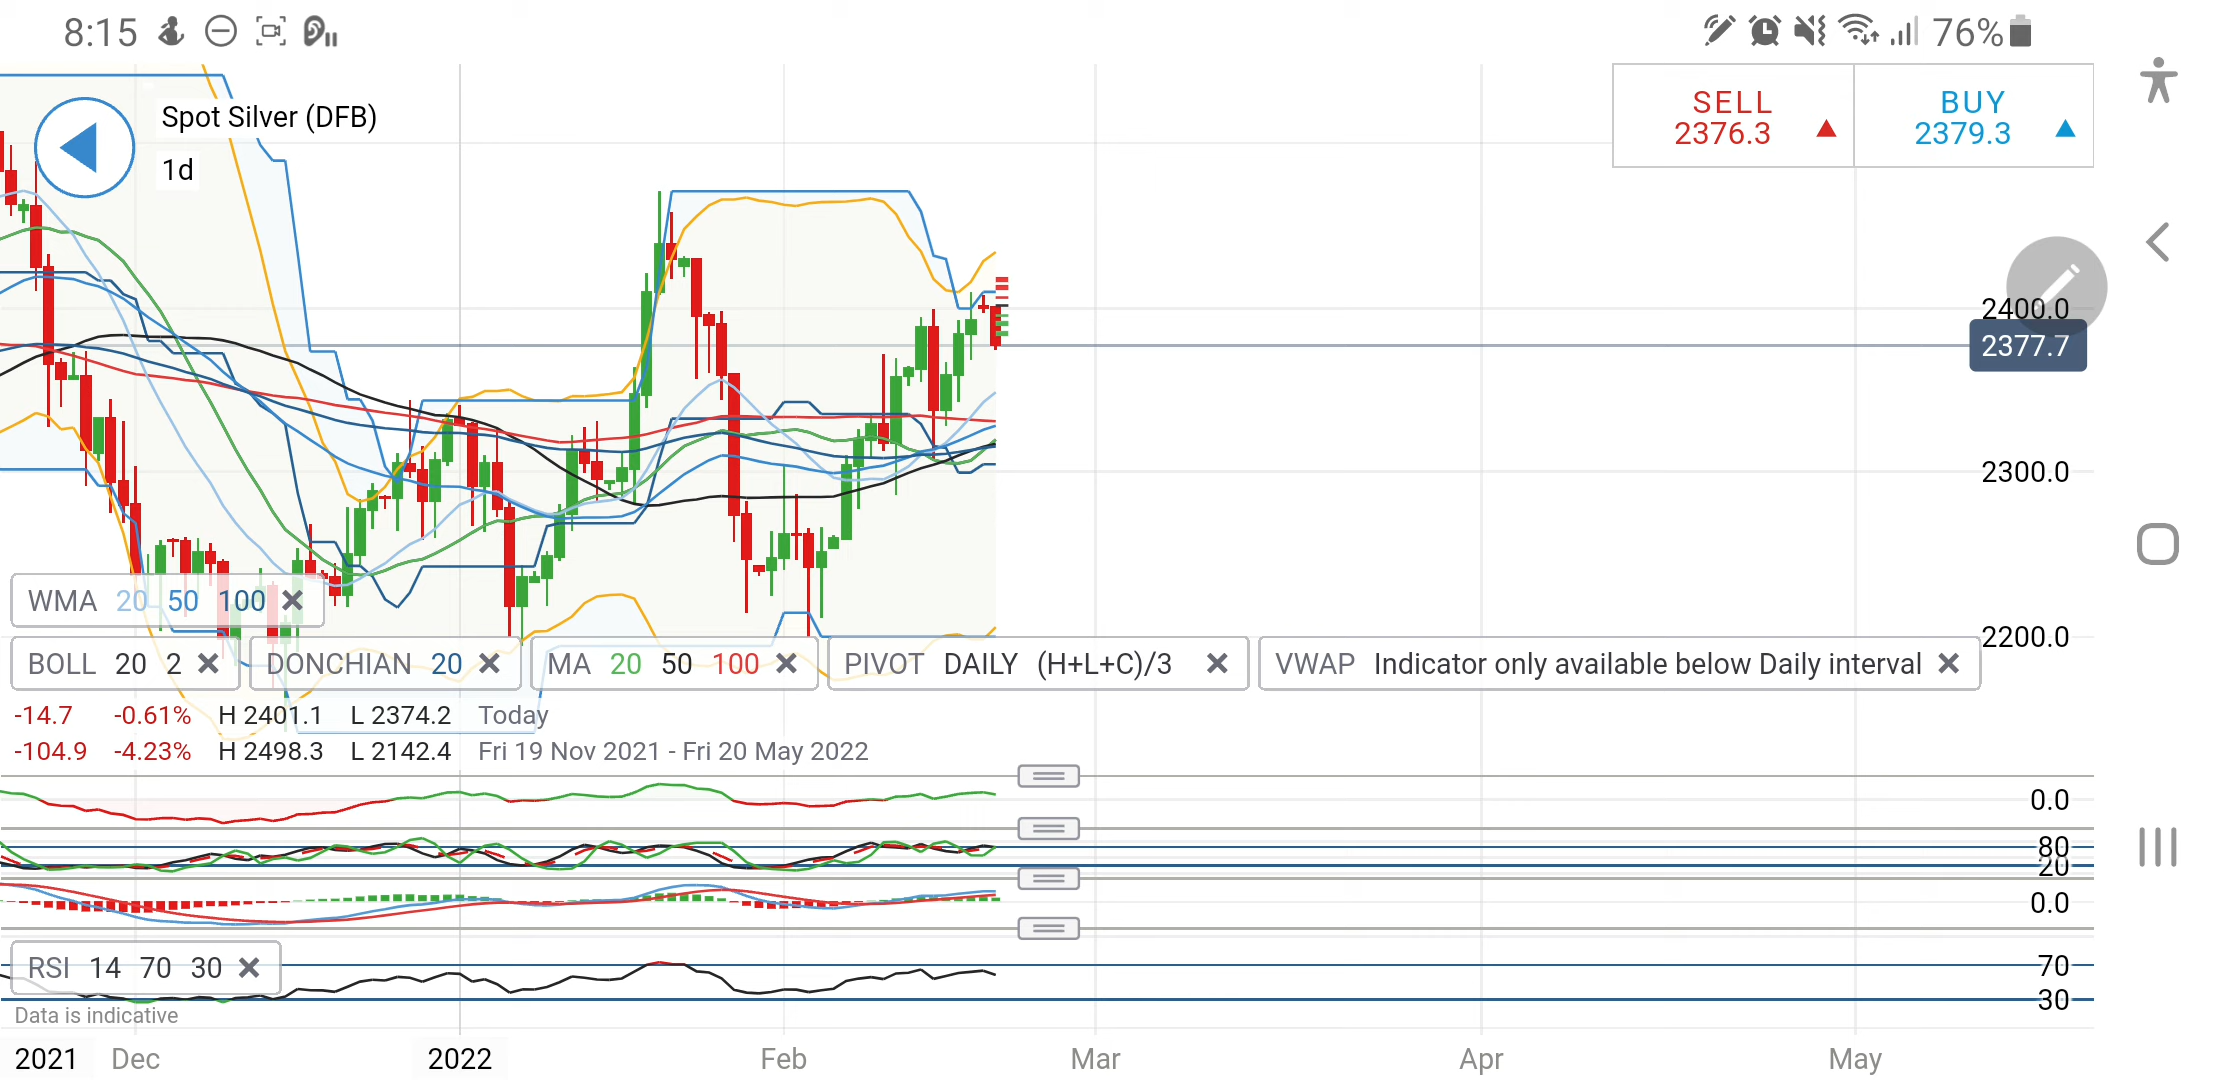 8:15
76%
Spot Silver (DFB)
1d
SELL
2376.3
BUY
2379.3
2400.0
2377.7
2300.0
2200.0
WMA 20 50 100
BOLL 20 2
DONCHIAN 20
MA 20 50 100
PIVOT DAILY (H+L+C)/3
VWAP Indicator only available below Daily interval
-14.7 -0.61% H 2401.1 L 2374.2 Today
-104.9 -4.23% H 2498.3 L 2142.4 Fri 19 Nov 2021 - Fri 20 May 2022
0.0
80
20
0.0
RSI 14 70 30
70
30
Data is indicative
2021 Dec 2022 Feb Mar Apr May